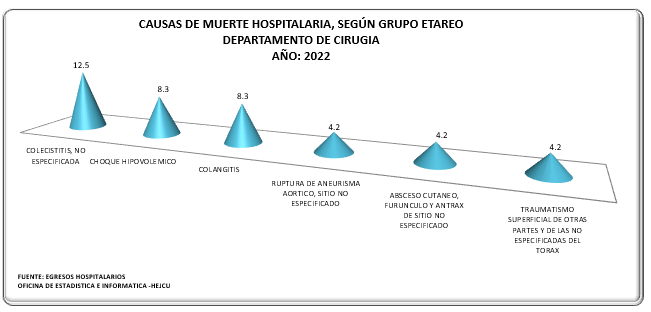 CAUSAS DE MUERTE HOSPITALARIA, SEGÚN GRUPO ETAREO
DEPARTAMENTO DE CIRUGIA
AÑO: 2022
12.5
8.3
8.3
4.2
4.2
4.2
COLECISTITIS, NO
ESPECIFICADA
CHOQUE HIPOVOLEMICO
COLANGITIS
RUPTURA DE ANEURISMA
AORTICO, SITIO NO
ESPECIFICADO
ABSCESO CUTANEO,
FURUNCULO Y ANTRAX
DE SITIO NO
ESPECIFICADO
TRAUMATISMO
SUPERFICIAL DE OTRAS
PARTES Y DE LAS NO
ESPECIFICADAS DEL
TORAX
FUENTE: EGRESOS HOSPITALARIOS
OFICINA DE ESTADISTICA E INFORMATICA -HEJCU